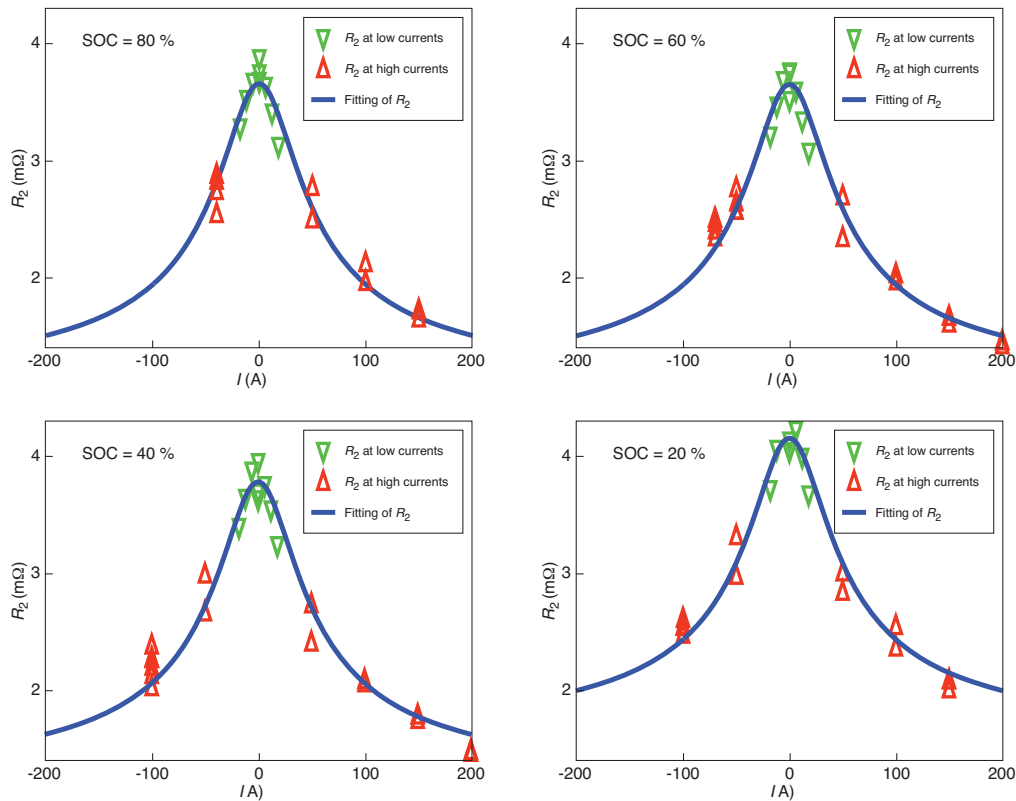 SOC = 80 %
R2 at low currents
R2 at high currents
Fitting of R2
4
3
2
R2 (mΩ)
-200 -100 0 100 200
I (A)
SOC = 60 %
R2 at low currents
R2 at high currents
Fitting of R2
4
3
2
R2 (mΩ)
-200 -100 0 100 200
I (A)
SOC = 40 %
R2 at low currents
R2 at high currents
Fitting of R2
4
3
2
R2 (mΩ)
-200 -100 0 100 200
I A)
SOC = 20 %
R2 at low currents
R2 at high currents
Fitting of R2
4
3
2
R2 (mΩ)
-200 -100 0 100 200
I A)